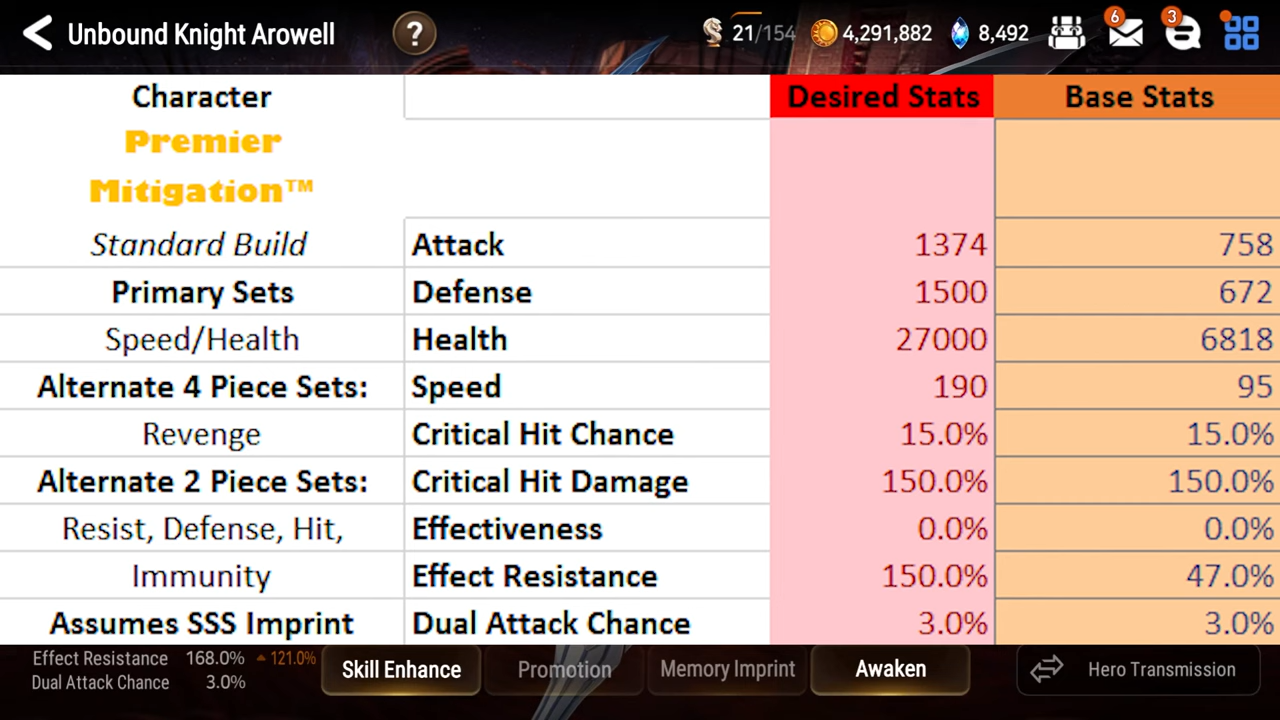 Unbound Knight Arowell ? 21/154 4,291,882 8,492 6 3
Character Desired Stats Base Stats
Premier
Mitigation™
Standard Build Attack 1374 758
Primary Sets Defense 1500 672
Speed/Health Health 27000 6818
Alternate 4 Piece Sets: Speed 190 95
Revenge Critical Hit Chance 15.0% 15.0%
Alternate 2 Piece Sets: Critical Hit Damage 150.0% 150.0%
Resist, Defense, Hit, Effectiveness 0.0% 0.0%
Immunity Effect Resistance 150.0% 47.0%
Assumes SSS Imprint Dual Attack Chance 3.0% 3.0%
Effect Resistance 168.0% ▲ 121.0%
Dual Attack Chance 3.0%
Skill Enhance Promotion Memory Imprint Awaken Hero Transmission